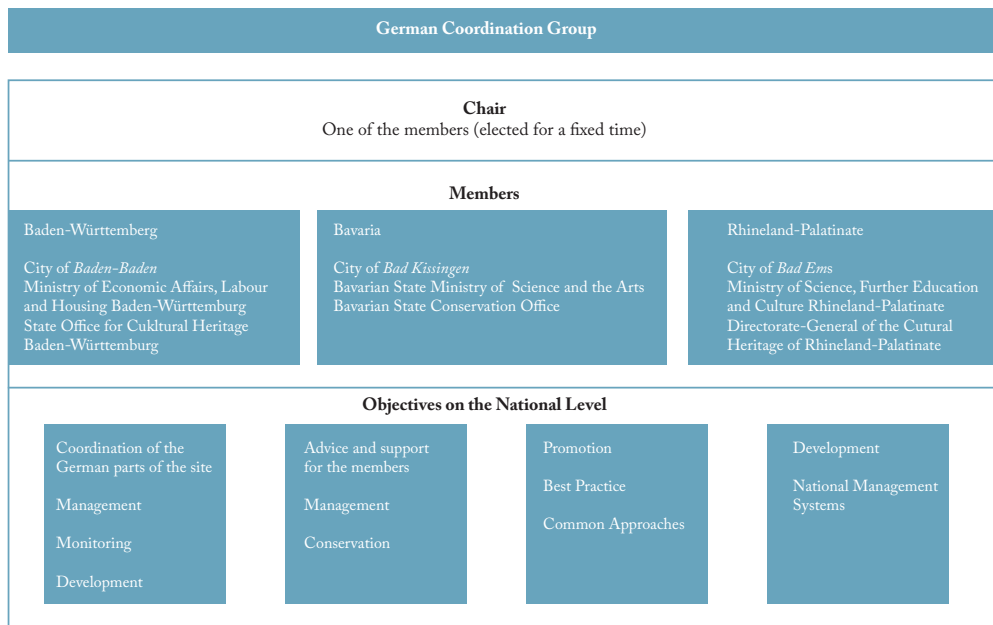 German Coordination Group
Chair
One of the members (elected for a fixed time)
Members
Baden-Württemberg
City of Baden-Baden
Ministry of Economic Affairs, Labour
and Housing Baden-Württemburg
State Office for Cukltural Heritage
Baden-Württemburg
Bavaria
City of Bad Kissingen
Bavarian State Ministry of Science and the Arts
Bavarian State Conservation Office
Rhineland-Palatinate
City of Bad Ems
Ministry of Science, Further Education
and Culture Rhineland-Palatinate
Directorate-General of the Cutural
Heritage of Rhineland-Palatinate
Objectives on the National Level
Coordination of the
German parts of the site
Management
Monitoring
Development
Advice and support
for the members
Management
Conservation
Promotion
Best Practice
Common Approaches
Development
National Management
Systems